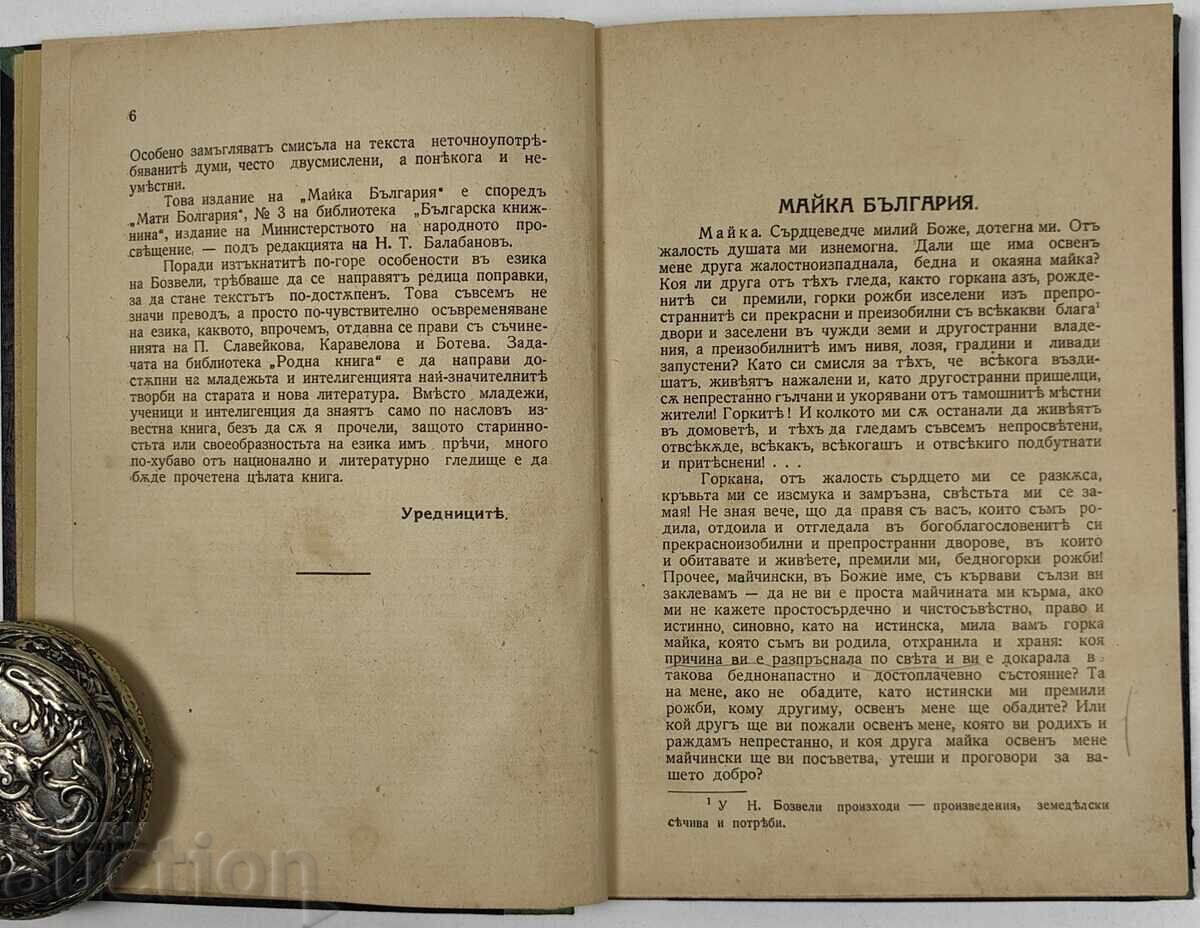 6
Особено замъгляватъ смисъла на текста неточноупотрѣ-
бяванитѣ думи, често двусмислени, а понѣкога и не-
умѣстни.
Това издание на „Майка България“ е споредъ
„Мати Болгария“, № 3 на библиотека „Българска книж-
нина“, издание на Министерството на народното про-
свѣщение, — подъ редакцията на Н. Т. Балабановъ.
Поради изтъкнатитѣ по-горе особености въ езика
на Бозвели, трѣбваше да се направятъ редица поправки,
за да стане текстътъ по-достѫпенъ. Това съвсемъ не
значи преводъ, а просто по-чувствително осъвременяване
на езика, каквото, впрочемъ, отдавна се прави съ съчине-
нията на П. Славейкова, Каравелова и Ботева. Зада-
чата на библиотека „Родна книга“ е да направи до-
стѫпни на младежьта и интелигенцията най-значителнитѣ
творби на старата и нова литература. Вмѣсто младежи,
ученици и интелигенция да знаятъ само по насловъ из-
вестна книга, безъ да сѫ я прочели, защото старинно-
стьта или своеобразностьта на езика имъ прѣчи, много
по-хубаво отъ национално и литературно гледище е да
бѫде прочетена цѣлата книга.
Уредницитѣ.
МАЙКА БЪЛГАРИЯ.
Майка. Сърдцеведче милий Боже, дотегна ми. Отъ
жалость душата ми изнемогна. Дали ще има освенъ
мене друга жалостноизпаднала, бедна и окаяна майка?
Коя ли друга отъ тѣхъ гледа, както горкана азъ, рожде-
нитѣ си премили, горки рожби изселени изъ препро-
страннитѣ си прекрасни и преизобилни съ всѣкакви блага¹
двори и заселени въ чужди земи и другостранни владе-
ния, а преизобилнитѣ имъ нивя, лозя, градини и ливади
запустени? Като си смисля за тѣхъ, че всѣкога въздИ-
шатъ, живѣятъ нажалени и, като другостранни пришелци,
сѫ непрестанно гълчани и укорявани отъ тамошнитѣ мѣстни
жители! Горкитѣ! И колкото ми сѫ останали да живѣятъ
въ домоветѣ, и тѣхъ да гледамъ съвсемъ непросвѣтени,
отвсѣкѫде, всѣкакъ, всѣкогашъ и отвсѣкиго подбутнати
и притѣснени! . . .
Горкана, отъ жалость сърдцето ми се разкѫса,
кръвьта ми се изсмука и замръзна, свѣстьта ми се за-
мая! Не зная вече, що да правя съ васъ, които съмъ ро-
дила, отдоила и отгледала въ богоблагословенитѣ си
прекрасноизобилни и препространни дворове, въ които
и обитавате и живѣете, премили ми, бедногорки рожби!
Прочее, майчински, въ Божие име, съ кървави сълзи ви
заклевамъ — да не ви е проста майчината ми кърма, ако
ми не кажете простосърдечно и чистосъвѣстно, право и
истинно, синовно, като на истинска, мила вамъ горка
майка, която съмъ ви родила, отхранила и храня: коя
причина ви е разпръснала по свѣта и ви е докарала в
такова беднонапастно и достоплачевно състояние? Та
на мене, ако не обадите, като истински ми премили
рожби, кому другиму, освенъ мене ще обадите? Или
кой другъ ще ви пожали освенъ мене, която ви родихъ и
раждамъ непрестанно, и коя друга майка освенъ мене
майчински ще ви посъветва, утеши и проговори за ва-
шето добро?
¹ У Н. Бозвели произходи — произведения, земедѣлски
сѣчива и потрѣби.
auction